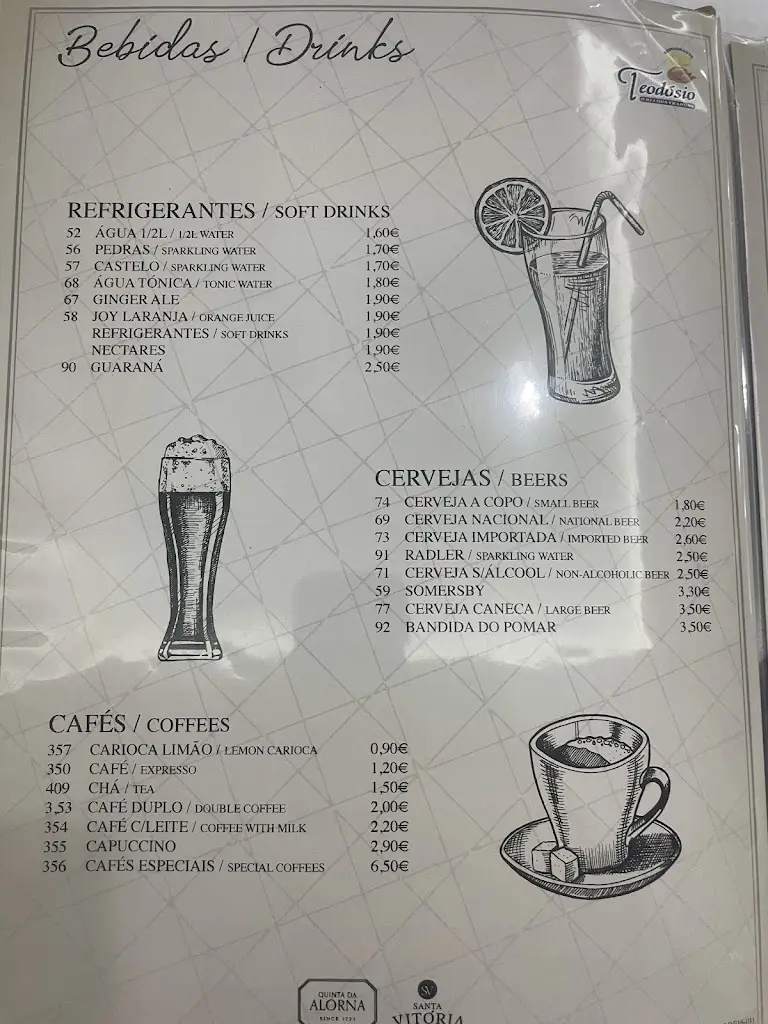 Bebidas / Drinks
Teodósio
REFRIGERANTES / SOFT DRINKS
52 ÁGUA 1/2L / 1/2L WATER 1,60€
56 PEDRAS / SPARKLING WATER 1,70€
57 CASTELO / SPARKLING WATER 1,70€
68 ÁGUA TÓNICA / TONIC WATER 1,80€
67 GINGER ALE 1,90€
58 JOY LARANJA / ORANGE JUICE 1,90€
REFRIGERANTES / SOFT DRINKS 1,90€
NECTARES 1,90€
90 GUARANÁ 2,50€
CERVEJAS / BEERS
74 CERVEJA A COPO / SMALL BEER 1,80€
69 CERVEJA NACIONAL / NATIONAL BEER 2,20€
73 CERVEJA IMPORTADA / IMPORTED BEER 2,60€
91 RADLER / SPARKLING WATER 2,50€
71 CERVEJA S/ÁLCOOL / NON-ALCOHOLIC BEER 2,50€
59 SOMERSBY 3,30€
77 CERVEJA CANECA / LARGE BEER 3,50€
92 BANDIDA DO POMAR 3,50€
CAFÉS / COFFEES
357 CARIOCA LIMÃO / LEMON CARIOCA 0,90€
350 CAFÉ / EXPRESSO 1,20€
409 CHÁ / TEA 1,50€
3,53 CAFÉ DUPLO / DOUBLE COFFEE 2,00€
354 CAFÉ C/LEITE / COFFEE WITH MILK 2,20€
355 CAPUCCINO 2,90€
356 CAFÉS ESPECIAIS / SPECIAL COFFEES 6,50€
QUINTA DA
ALORNA
SINCE 1723
SV
SANTA
VITÓRIA